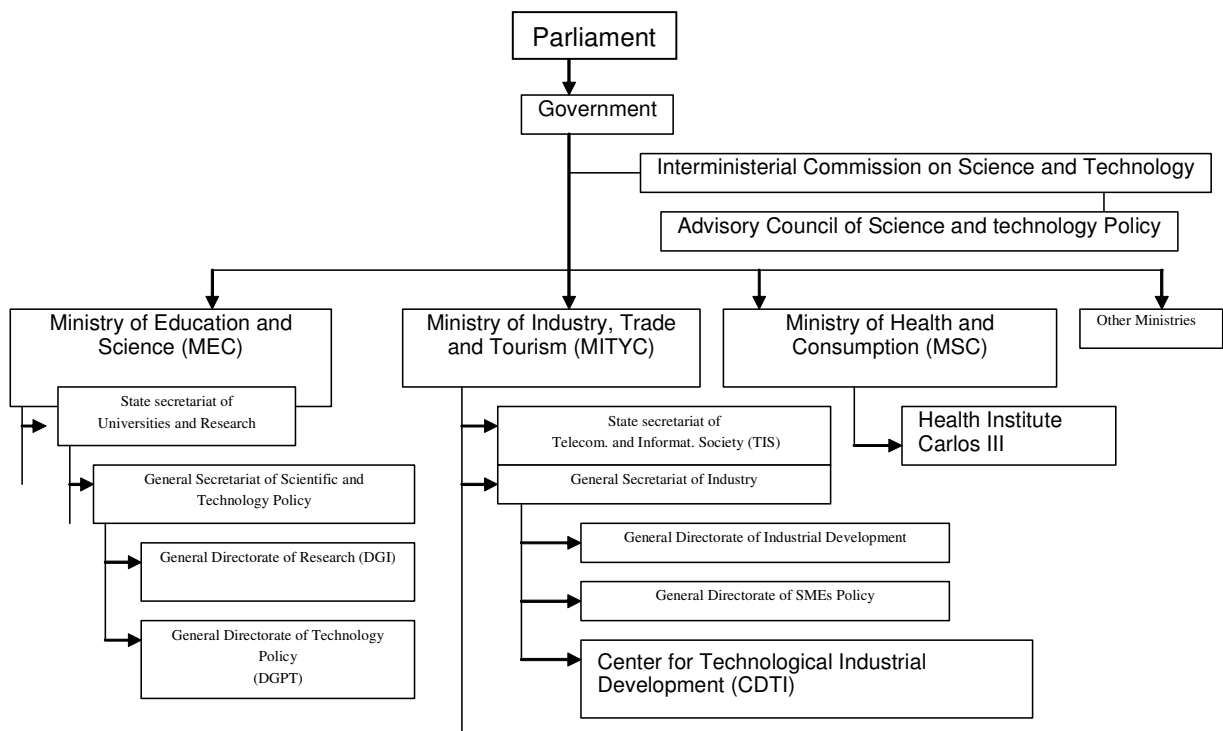 Parliament
Government
Interministerial Commission on Science and Technology
Advisory Council of Science and technology Policy
Ministry of Education and
Science (MEC)
State secretariat of
Universities and Research
General Secretariat of Scientific and
Technology Policy
General Directorate of Research (DGI)
General Directorate of Technology
Policy
(DGPT)
Ministry of Industry, Trade
and Tourism (MITYC)
State secretariat of
Telecom. and Informat. Society (TIS)
General Secretariat of Industry
General Directorate of Industrial Development
General Directorate of SMEs Policy
Center for Technological Industrial
Development (CDTI)
Ministry of Health and
Consumption (MSC)
Health Institute
Carlos III
Other Ministries